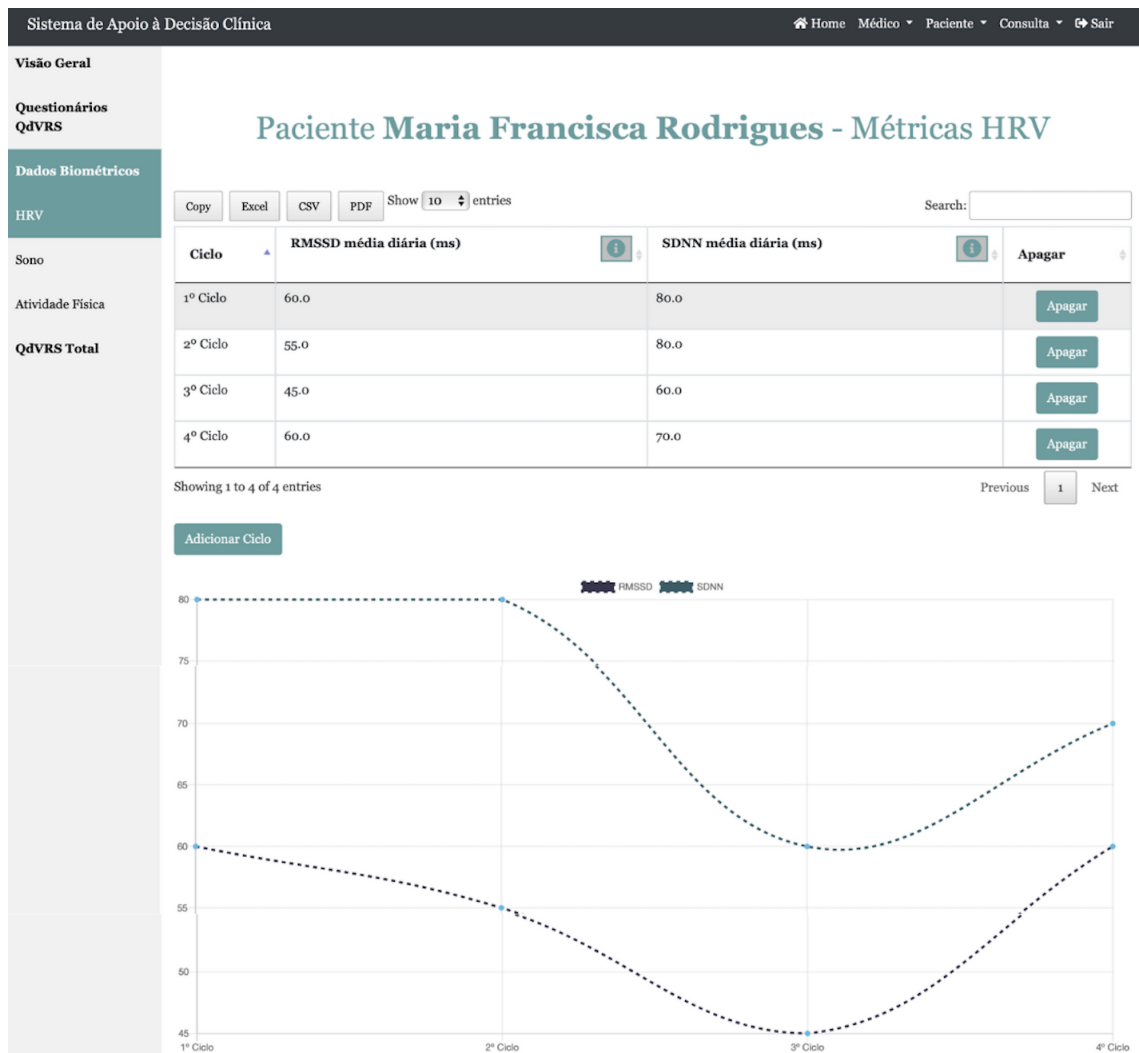 Sistema de Apoio à Decisão Clínica Home Médico Paciente Consulta Sair
Visão Geral
Questionários
QdVRS
Dados Biométricos
HRV
Sono
Atividade Física
QdVRS Total
Paciente Maria Francisca Rodrigues - Métricas HRV
Copy Excel CSV PDF Show 10 entries Search:
Ciclo RMSSD média diária (ms) SDNN média diária (ms) Apagar
1º Ciclo 60.0 80.0 Apagar
2º Ciclo 55.0 80.0 Apagar
3º Ciclo 45.0 60.0 Apagar
4º Ciclo 60.0 70.0 Apagar
Showing 1 to 4 of 4 entries Previous 1 Next
Adicionar Ciclo
RMSSD SDNN
80
75
70
65
60
55
50
45
1º Ciclo 2º Ciclo 3º Ciclo 4º Ciclo